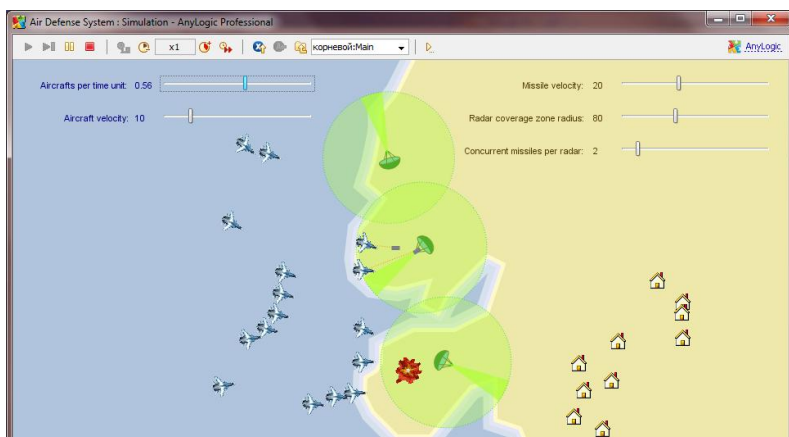 Air Defense System : Simulation - AnyLogic Professional
x1
корневой:Main
AnyLogic
Aircrafts per time unit: 0.56
Missile velocity: 20
Aircraft velocity: 10
Radar coverage zone radius: 80
Concurrent missiles per radar: 2